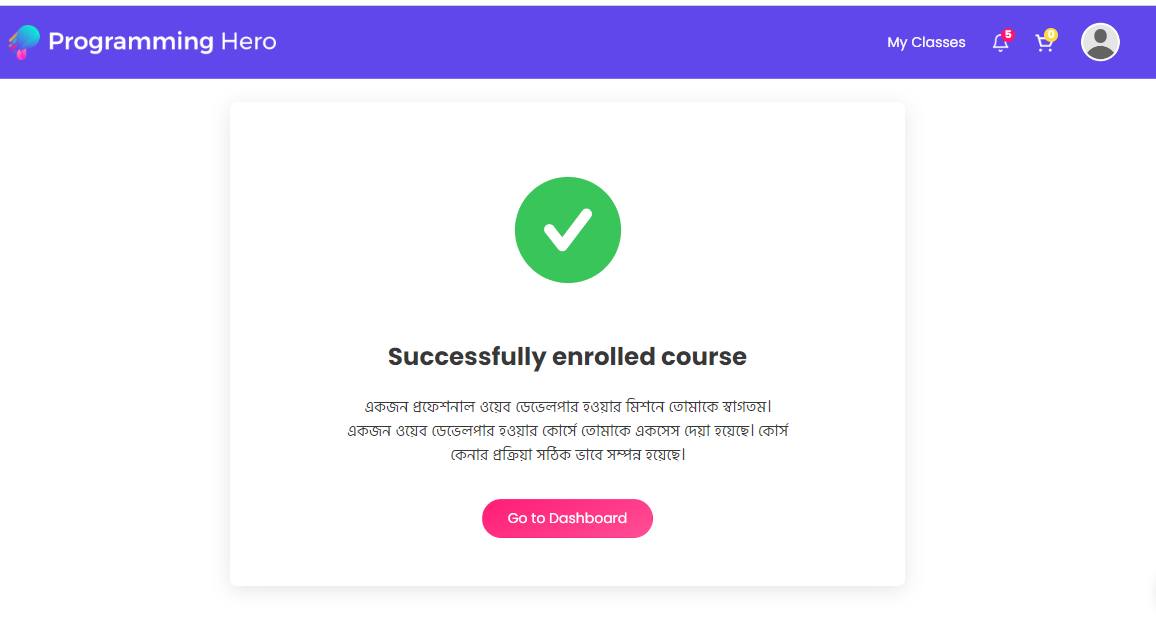 Programming Hero
My Classes
5
0
Successfully enrolled course
একজন প্রফেশনাল ওয়েব ডেভেলপার হওয়ার মিশনে তোমাকে স্বাগতম।
একজন ওয়েব ডেভেলপার হওয়ার কোর্সে তোমাকে একসেস দেয়া হয়েছে। কোর্স
কেনার প্রক্রিয়া সঠিক ভাবে সম্পন্ন হয়েছে।
Go to Dashboard